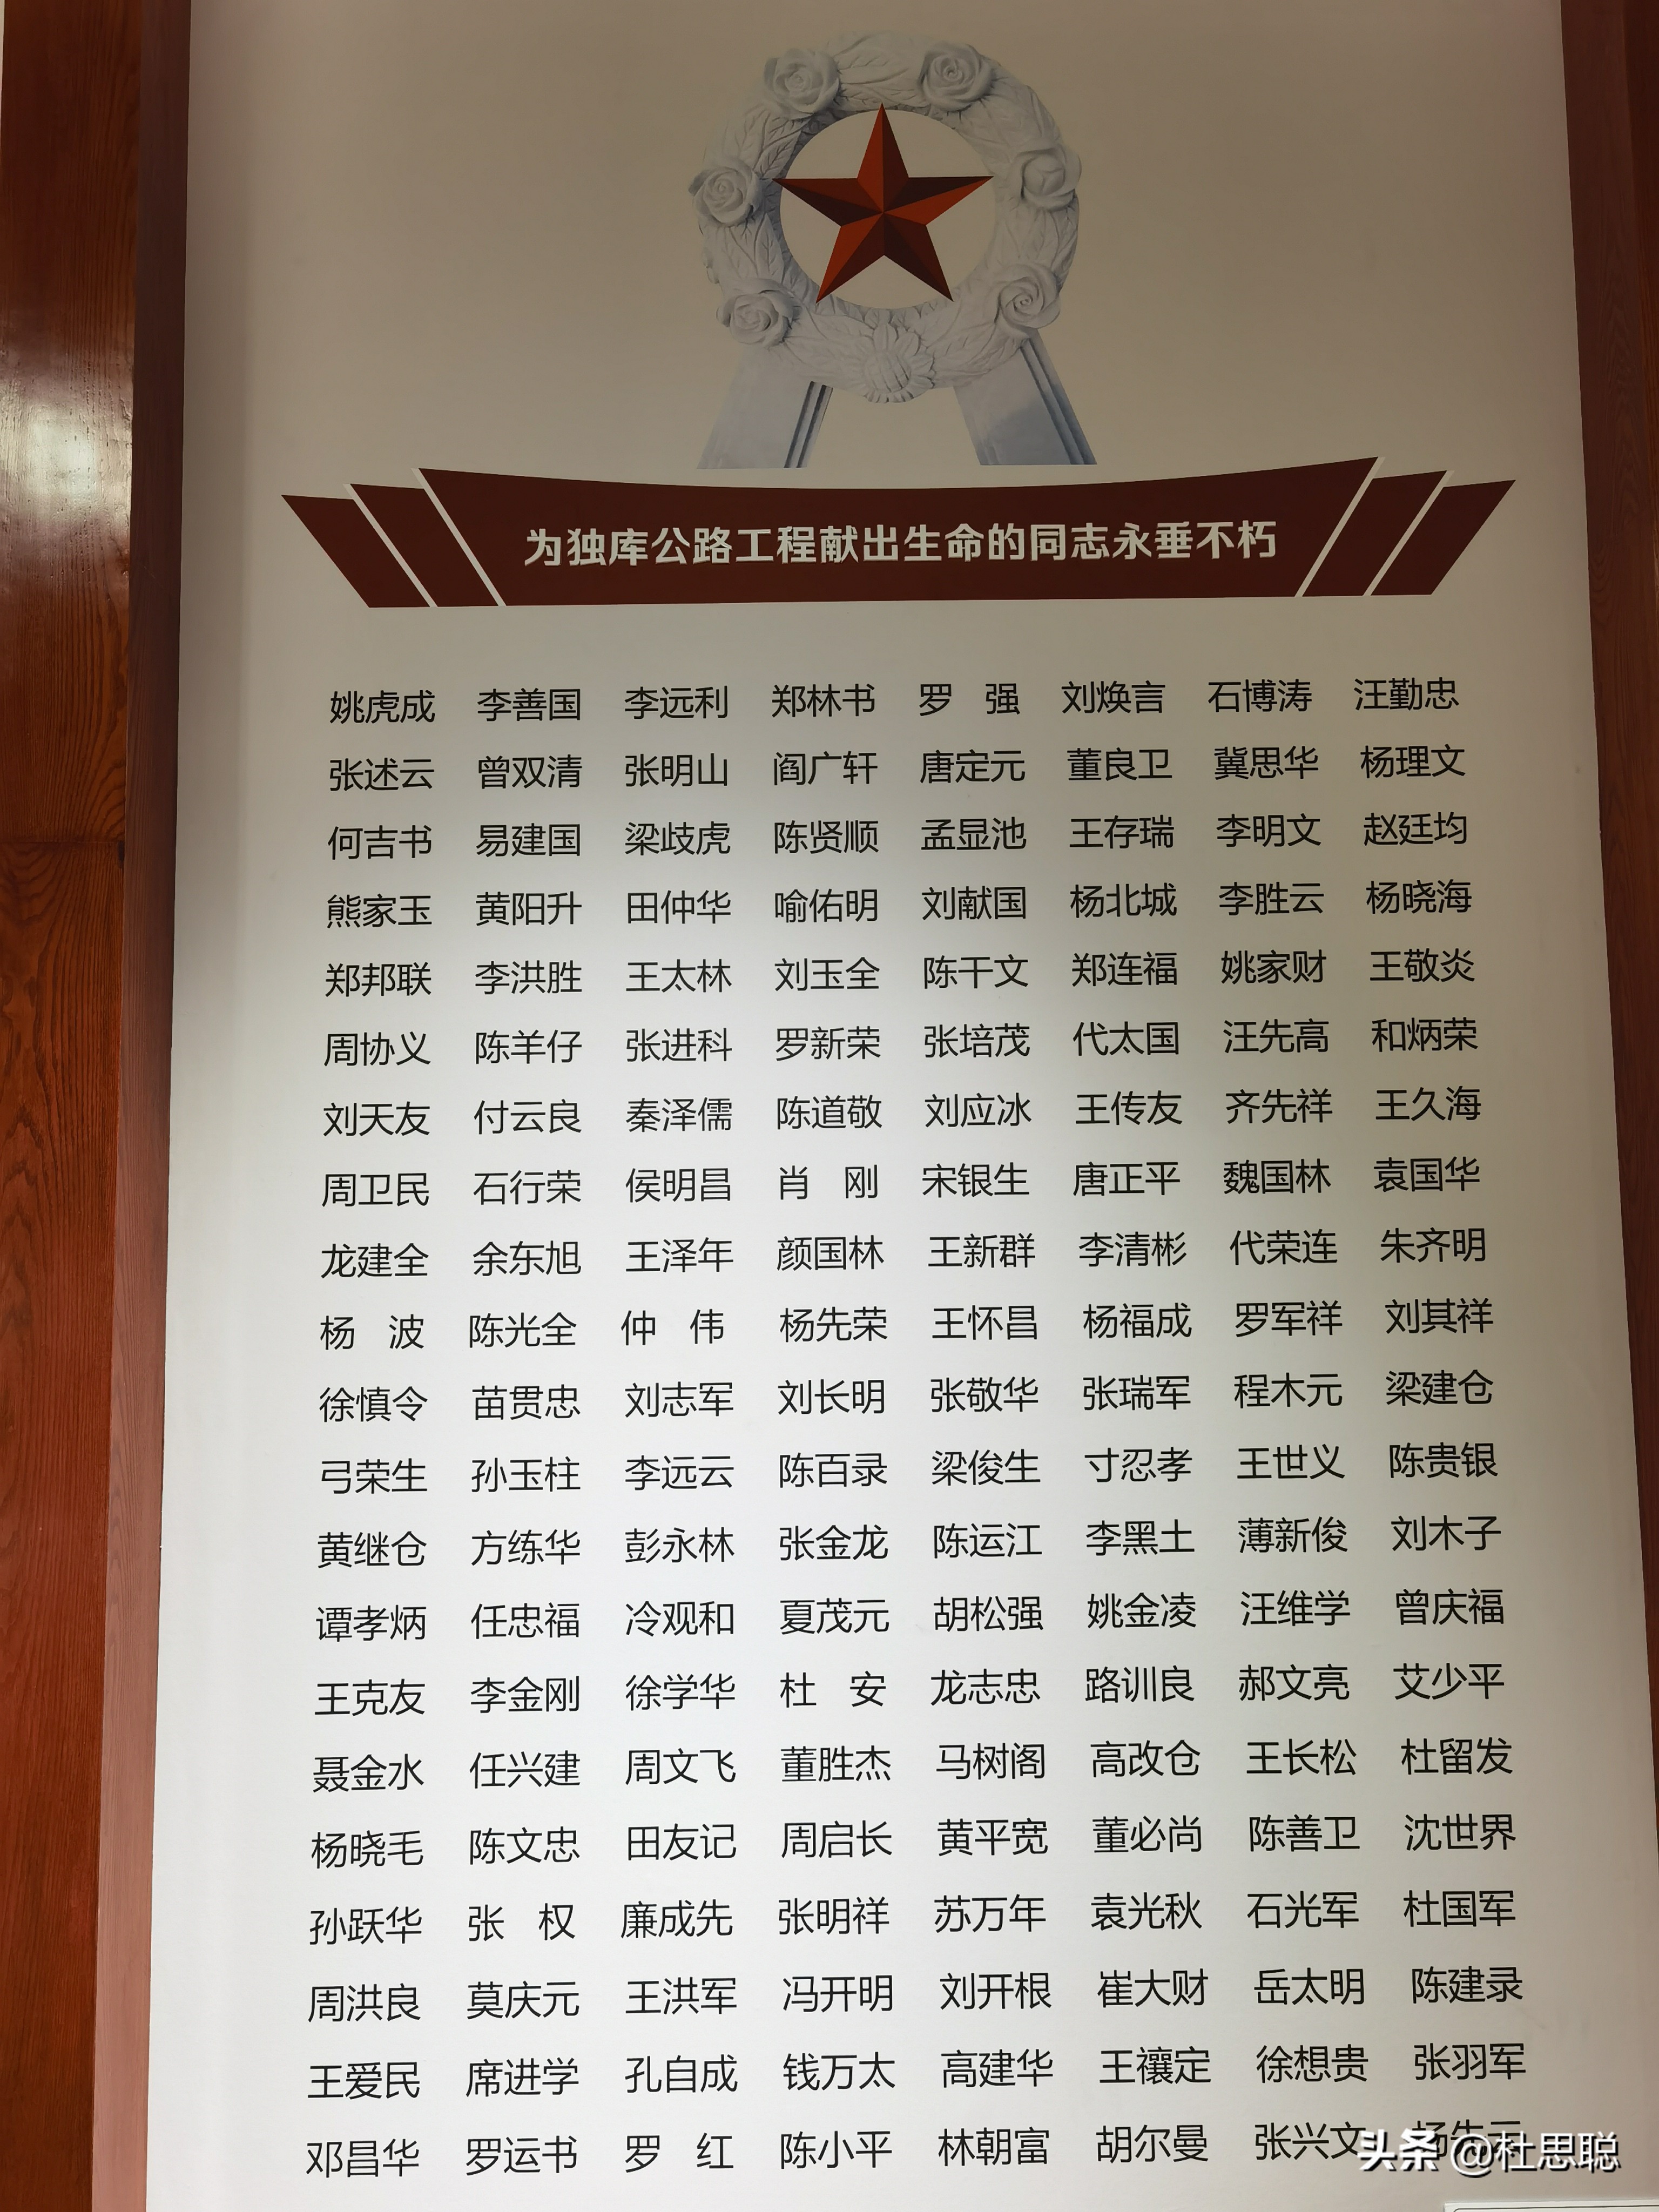 为独库公路工程献出生命的同志永垂不朽
姚虎成 李善国 李远利 郑林书 罗 强 刘焕言 石博涛 汪勤忠
张述云 曾双清 张明山 阎广轩 唐定元 董良卫 冀思华 杨理文
何吉书 易建国 梁歧虎 陈贤顺 孟显池 王存瑞 李明文 赵廷均
熊家玉 黄阳升 田仲华 喻佑明 刘献国 杨北城 李胜云 杨晓海
郑邦联 李洪胜 王太林 刘玉全 陈干文 郑连福 姚家财 王敬炎
周协义 陈羊仔 张进科 罗新荣 张培茂 代太国 汪先高 和炳荣
刘天友 付云良 秦泽儒 陈道敬 刘应冰 王传友 齐先祥 王久海
周卫民 石行荣 侯明昌 肖 刚 宋银生 唐正平 魏国林 袁国华
龙建全 余东旭 王泽年 颜国林 王新群 李清彬 代荣连 朱齐明
杨 波 陈光全 仲 伟 杨先荣 王怀昌 杨福成 罗军祥 刘其祥
徐慎令 苗贯忠 刘志军 刘长明 张敬华 张瑞军 程木元 梁建仓
弓荣生 孙玉柱 李远云 陈百录 梁俊生 寸忍孝 王世义 陈贵银
黄继仓 方练华 彭永林 张金龙 陈运江 李黑土 薄新俊 刘木子
谭孝炳 任忠福 冷观和 夏茂元 胡松强 姚金凌 汪维学 曾庆福
王克友 李金刚 徐学华 杜 安 龙志忠 路训良 郝文亮 艾少平
聂金水 任兴建 周文飞 董胜杰 马树阁 高改仓 王长松 杜留发
杨晓毛 陈文忠 田友记 周启长 黄平宽 董必尚 陈善卫 沈世界
孙跃华 张 权 廉成先 张明祥 苏万年 袁光秋 石光军 杜国军
周洪良 莫庆元 王洪军 冯开明 刘开根 崔大财 岳太明 陈建录
王爱民 席进学 孔自成 钱万太 高建华 王禳定 徐想贵 张羽军
邓昌华 罗运书 罗 红 陈小平 林朝富 胡尔曼 张兴文
头条 @杜思聪